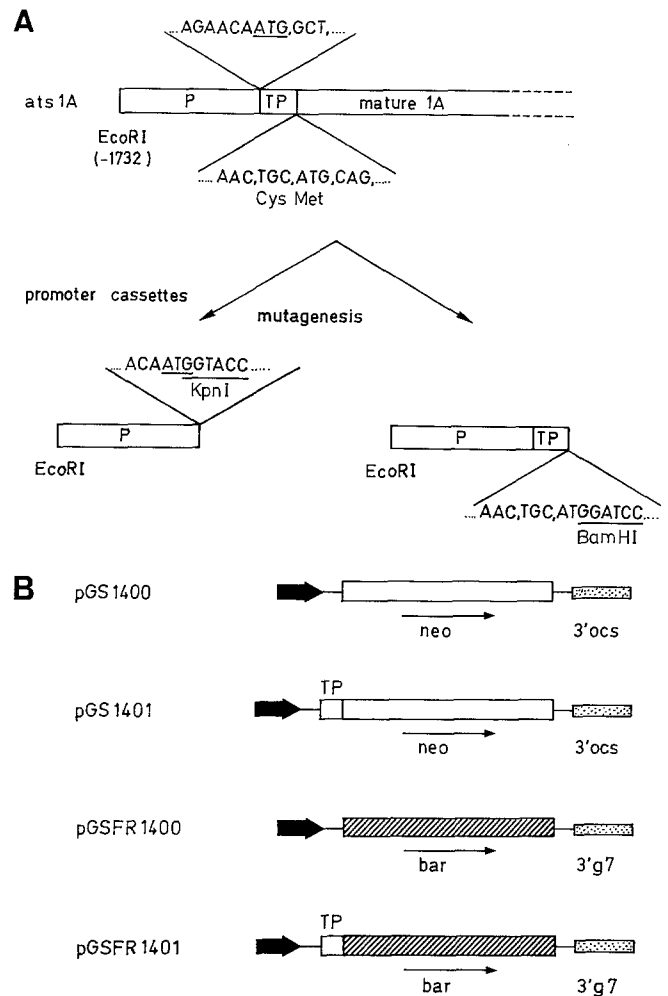 A
..... AGAACAATG,GCT,....
ats 1A
P
TP
mature 1A
EcoRI
(-1732)
..... AAC,TGC,ATG,CAG,....
Cys Met
promoter cassettes
mutagenesis
.... ACAATGGTACC.....
KpnI
P
EcoRI
P
TP
EcoRI
.... AAC,TGC,ATGGATCC....
BamHI
B
pGS1400
neo
3'ocs
pGS1401
TP
neo
3'ocs
pGSFR1400
bar
3'g7
pGSFR1401
TP
bar
3'g7